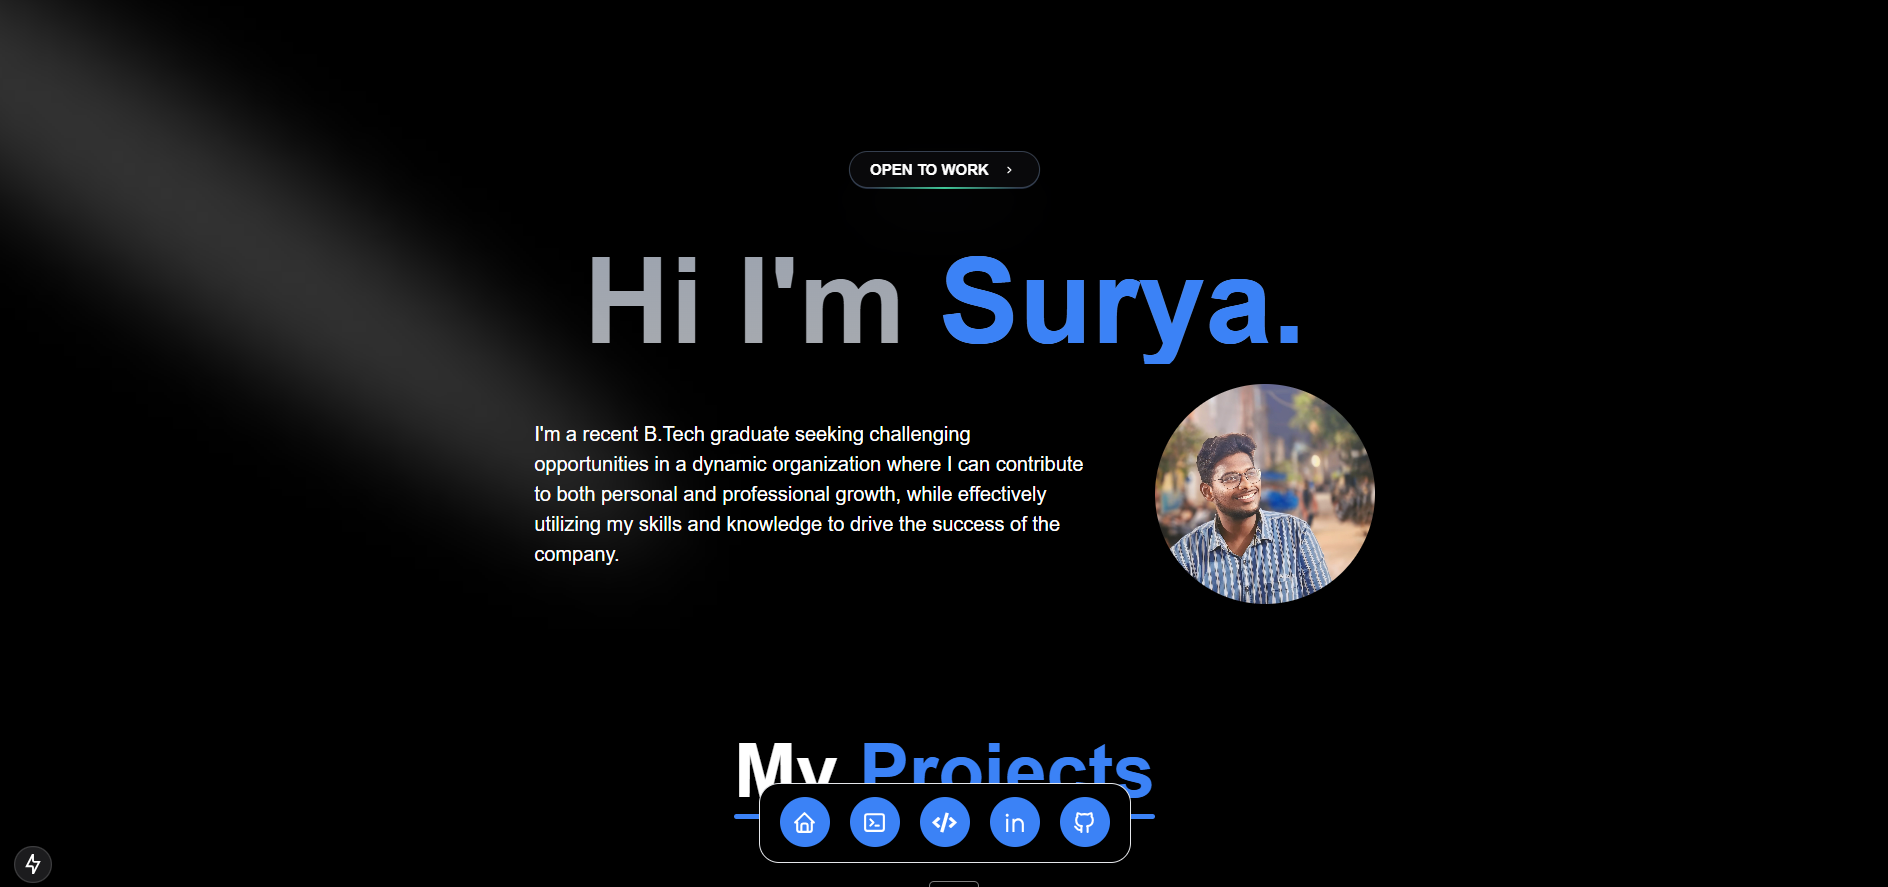 OPEN TO WORK
Hi I'm Surya.
I'm a recent B.Tech graduate seeking challenging
opportunities in a dynamic organization where I can contribute
to both personal and professional growth, while effectively
utilizing my skills and knowledge to drive the success of the
company.
My Projects
in